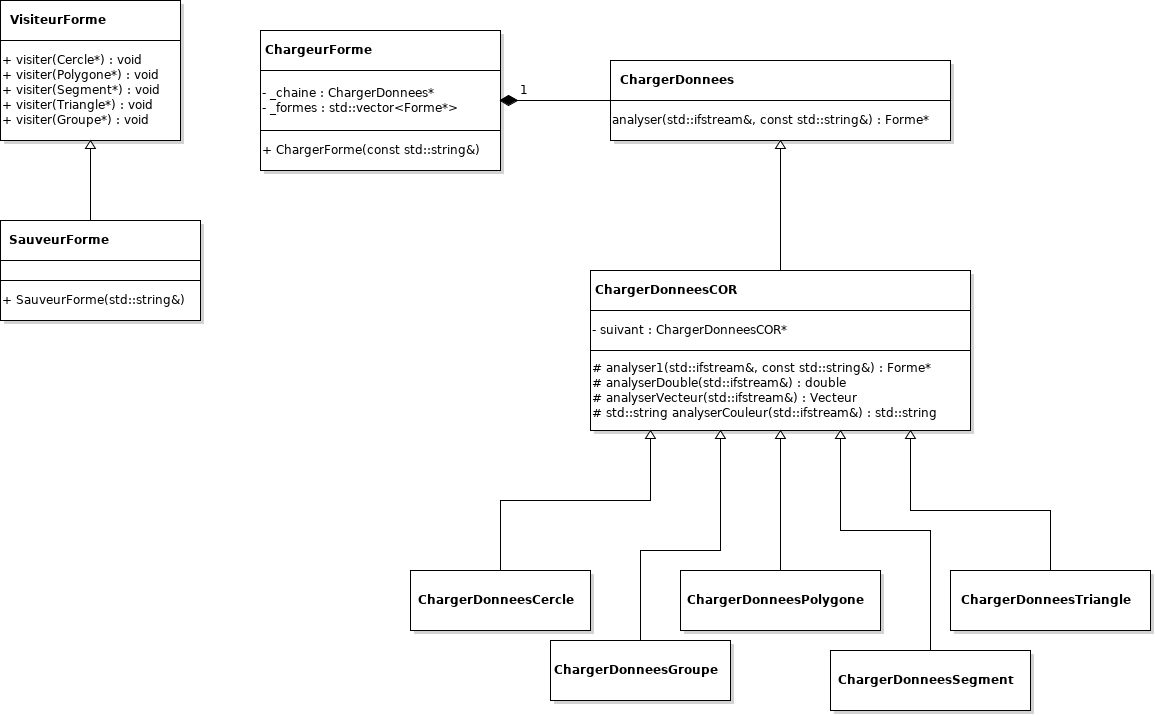 VisiteurForme
+ visiter(Cercle*) : void
+ visiter(Polygone*) : void
+ visiter(Segment*) : void
+ visiter(Triangle*) : void
+ visiter(Groupe*) : void
SauveurForme
+ SauveurForme(std::string&)
ChargeurForme
- _chaine : ChargerDonnees*
- _formes : std::vector<Forme*>
+ ChargerForme(const std::string&)
1
ChargerDonnees
analyser(std::ifstream&, const std::string&) : Forme*
ChargerDonneesCOR
- suivant : ChargerDonneesCOR*
# analyser1(std::ifstream&, const std::string&) : Forme*
# analyserDouble(std::ifstream&) : double
# analyserVecteur(std::ifstream&) : Vecteur
# std::string analyserCouleur(std::ifstream&) : std::string
ChargerDonneesCercle
ChargerDonneesGroupe
ChargerDonneesPolygone
ChargerDonneesSegment
ChargerDonneesTriangle